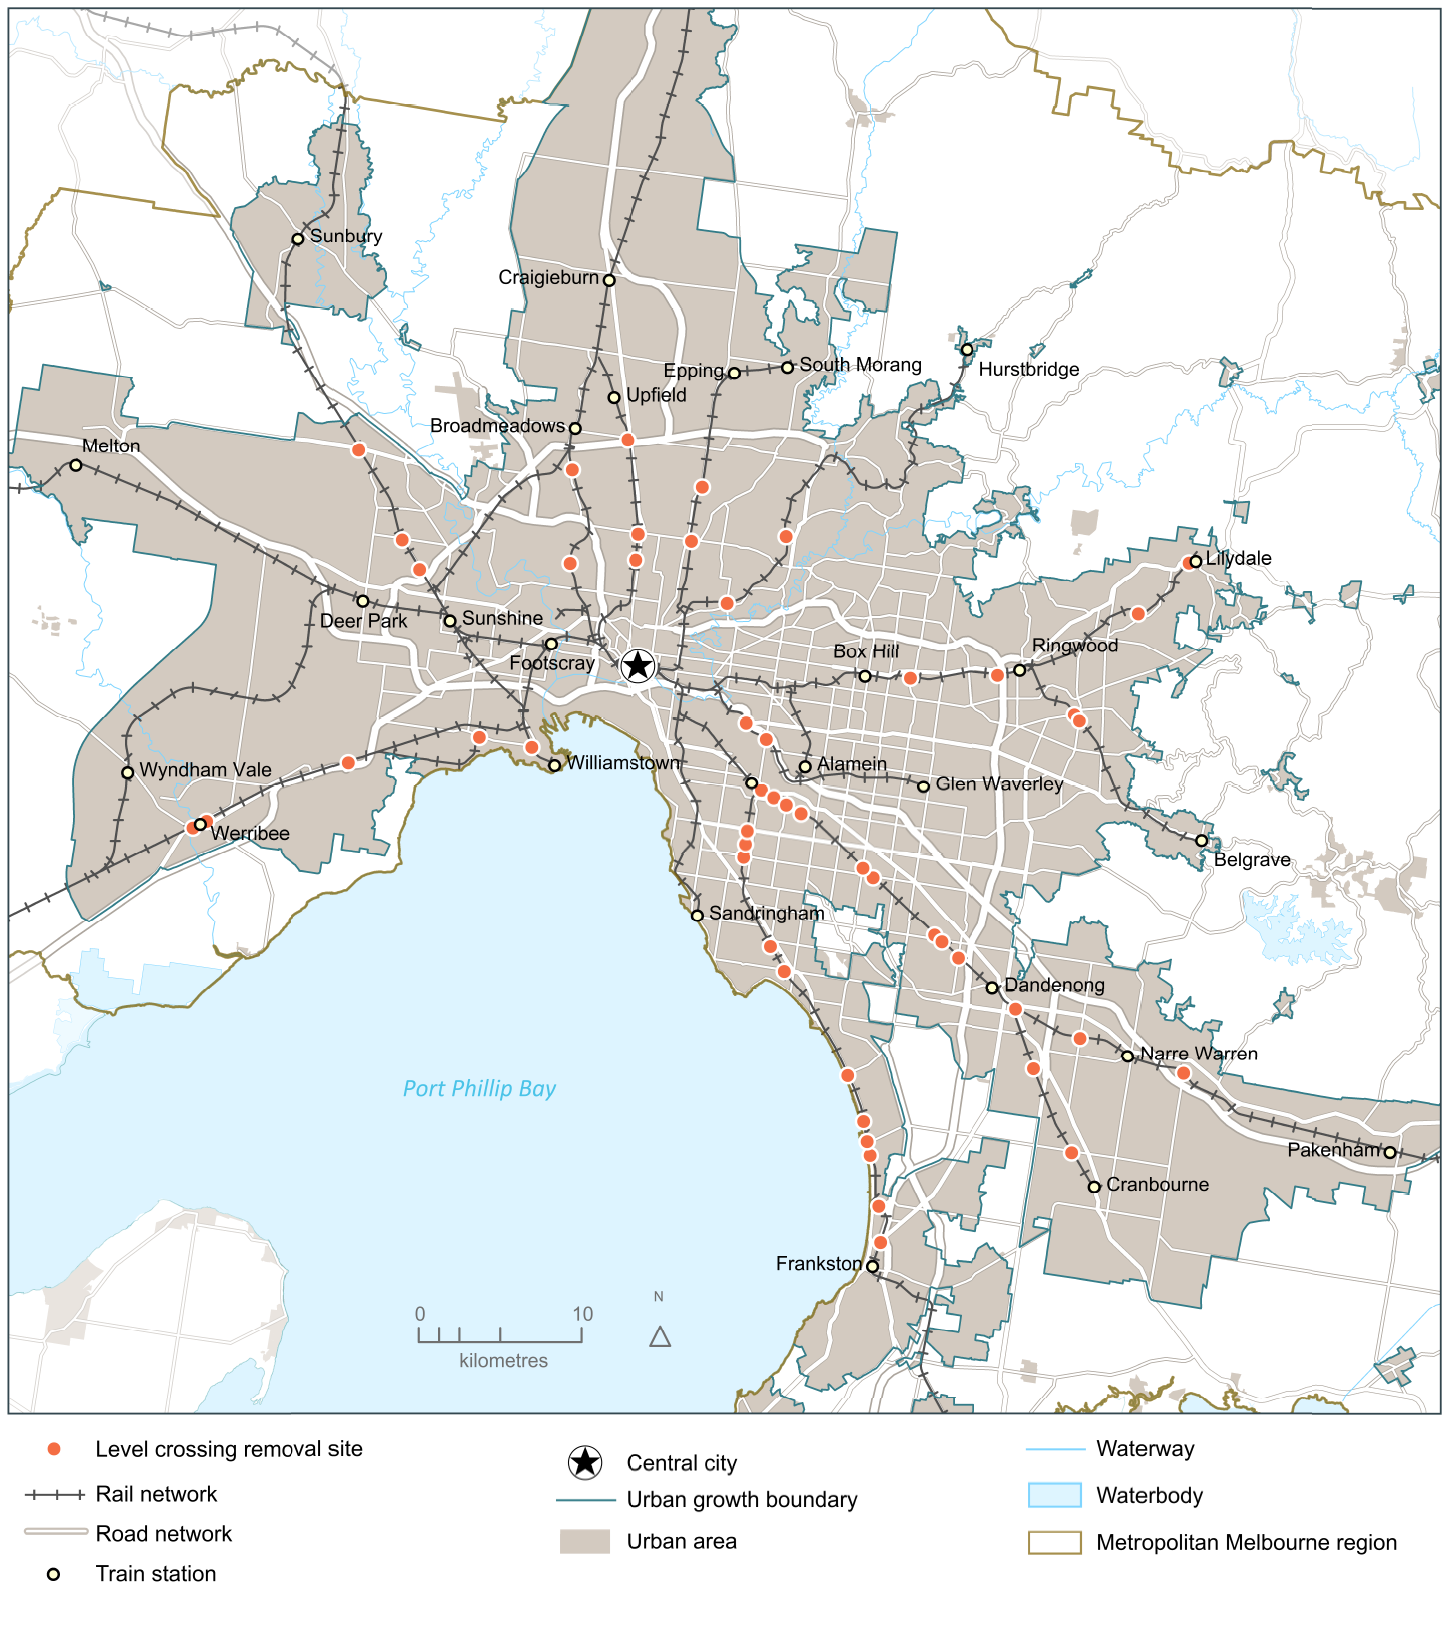 Sunbury
Craigieburn
Epping
South Morang
Hurstbridge
Upfield
Broadmeadows
Melton
Lilydale
Deer Park
Sunshine
Footscray
Box Hill
Ringwood
Wyndham Vale
Williamstown
Alamein
Glen Waverley
Werribee
Belgrave
Sandringham
Dandenong
Narre Warren
Port Phillip Bay
Pakenham
Cranbourne
Frankston
N
0 10
kilometres
Level crossing removal site
Rail network
Road network
Train station
Central city
Urban growth boundary
Urban area
Waterway
Waterbody
Metropolitan Melbourne region